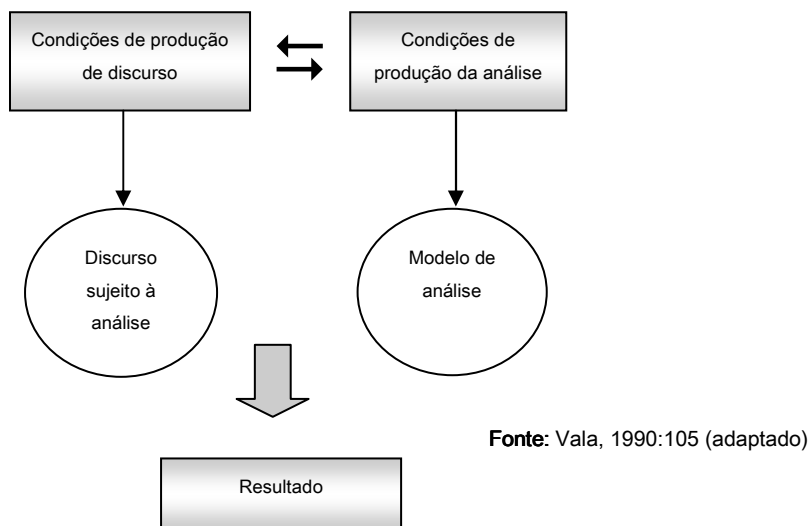 Condições de produção
de discurso
Condições de
produção da análise
Discurso
sujeito à
análise
Modelo de
análise
Fonte: Vala, 1990:105 (adaptado)
Resultado